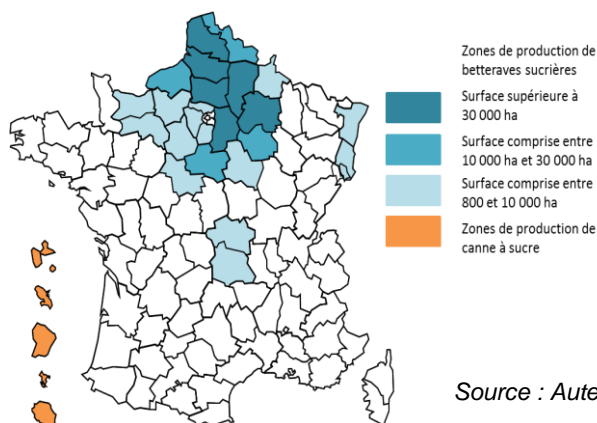 Zones de production de
betteraves sucrières
Surface supérieure à
30 000 ha
Surface comprise entre
10 000 ha et 30 000 ha
Surface comprise entre
800 et 10 000 ha
Zones de production de
canne à sucre
Source : Aute